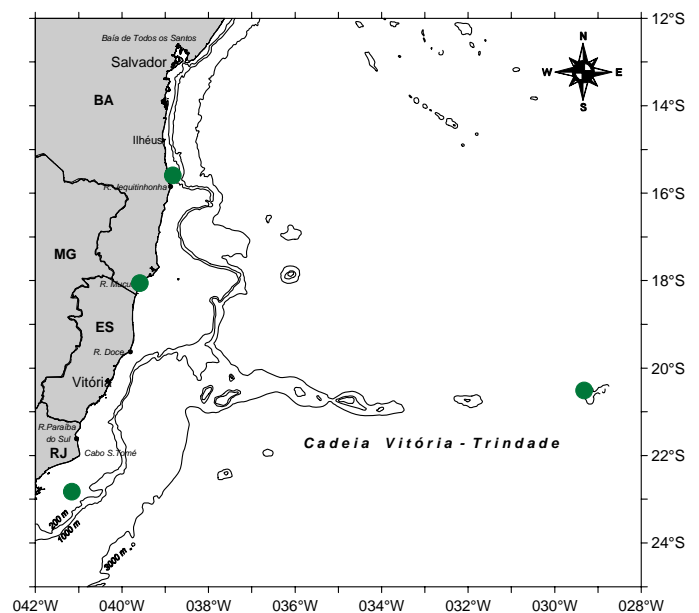 12°S
Baía de Todos os Santos
N
Salvador
W E
S
BA
14°S
Ilhéus
R. Jequitinhonha
16°S
MG
18°S
ES
R. Doce
20°S
Vitória
R.Paraíba
do Sul
Cadeia Vitória - Trindade
RJ
Cabo S.Tomé
22°S
200 m
1000 m
3000 m
24°S
042°W 040°W 038°W 036°W 034°W 032°W 030°W 028°W